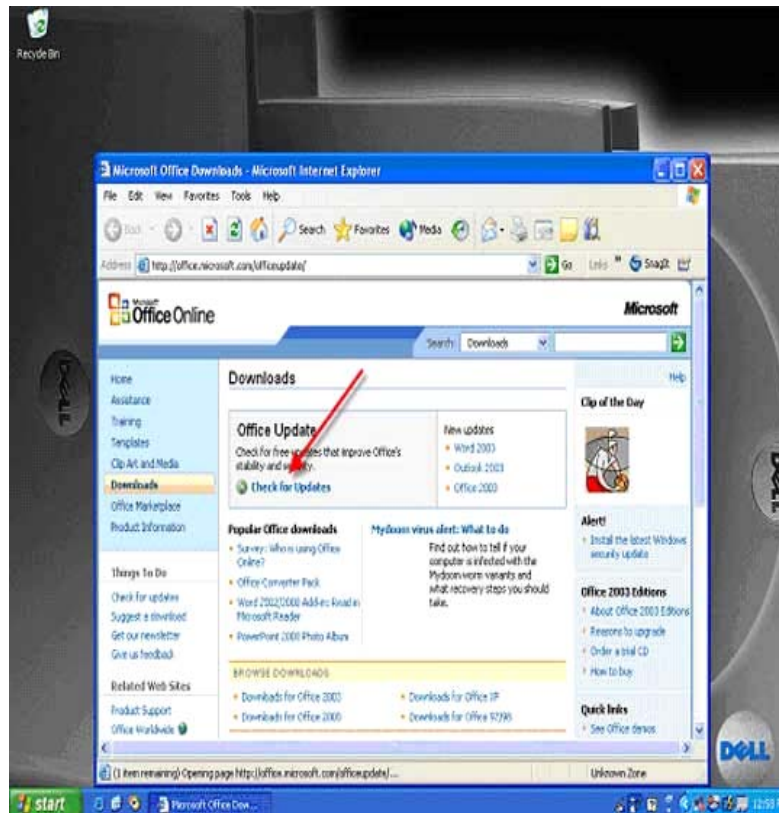 Recycle Bin
Microsoft Office Downloads - Microsoft Internet Explorer
File Edit View Favorites Tools Help
Back Search Favorites Media
Address http://office.microsoft.com/officeupdate/ Go Links » SnagIt
Microsoft
Office Online
Microsoft
Search: Downloads
Home
Assistance
Training
Templates
Clip Art and Media
Downloads
Office Marketplace
Product Information
Things To Do
Check for updates
Suggest a download
Get our newsletter
Give us feedback
Related Web Sites
Product Support
Office Worldwide
Downloads
Office Update
Check for free updates that improve Office's
stability and security.
Check for Updates
New updates
Word 2003
Outlook 2003
Office 2003
Popular Office downloads
Survey: Who is using Office
Online?
Office Converter Pack
Word 2002/2000 Add-in: Read in
Microsoft Reader
PowerPoint 2000 Photo Album
Mydoom virus alert: What to do
Find out how to tell if your
computer is infected with the
Mydoom worm variants and
what recovery steps you should
take.
BROWSE DOWNLOADS
Downloads for Office 2003
Downloads for Office XP
Downloads for Office 2000
Downloads for Office 97/98
Help
Clip of the Day
Alert!
Install the latest Windows
security update
Office 2003 Editions
About Office 2003 Editions
Reasons to upgrade
Order a trial CD
How to buy
Quick links
See Office demos
(1 item remaining) Opening page http://office.microsoft.com/officeupdate/...
Unknown Zone
DELL
DELL
DELL
start
Microsoft Office Dow...
12:59